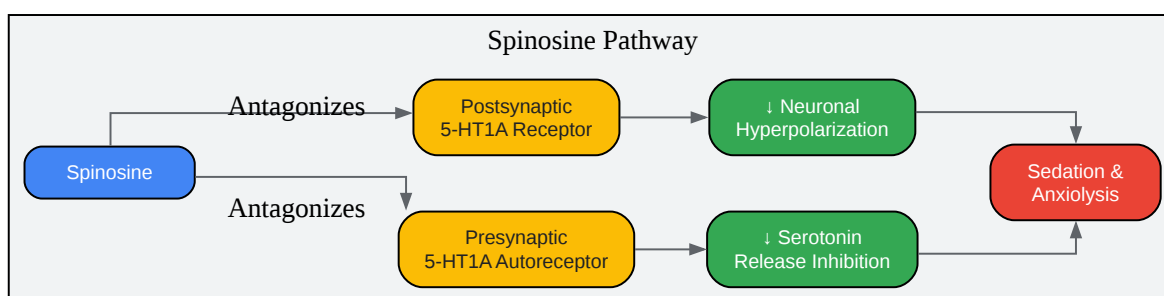 Spinosine Pathway
Antagonizes
Postsynaptic
5-HT1A Receptor
↓ Neuronal
Hyperpolarization
Spinosine
Sedation &
Anxiolysis
Antagonizes
Presynaptic
5-HT1A Autoreceptor
↓ Serotonin
Release Inhibition